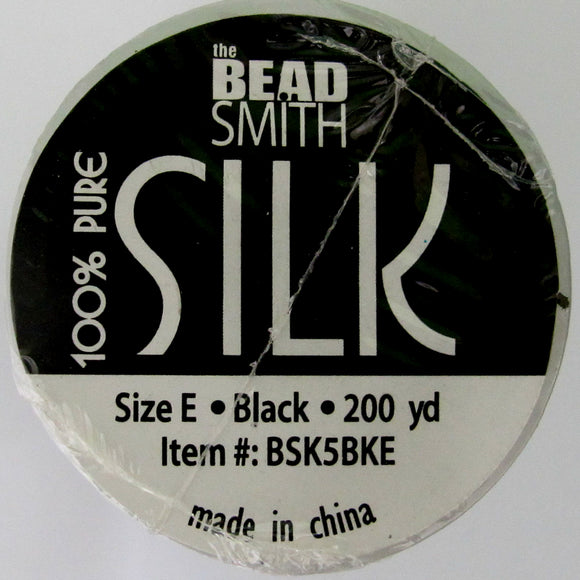 the
BEAD
SMITH
100% PURE
SILK
Size E • Black • 200 yd
Item #: BSK5BKE
made in china